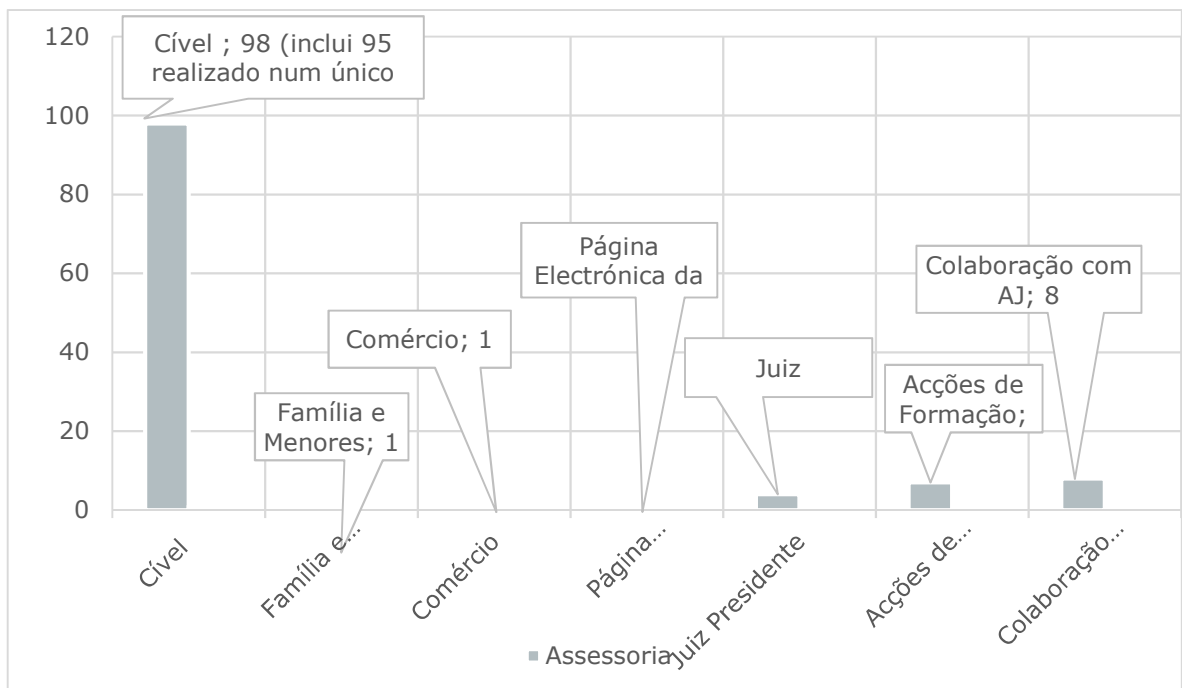 120
100
80
60
40
20
0
Cível ; 98 (inclui 95
realizado num único
Família e
Menores; 1
Comércio; 1
Página
Electrónica da
Juiz
Acções de
Formação;
Colaboração com
AJ; 8
Cível
Família e...
Comércio
Página...
Juiz Presidente
Acções de...
Colaboração...
Assessoria